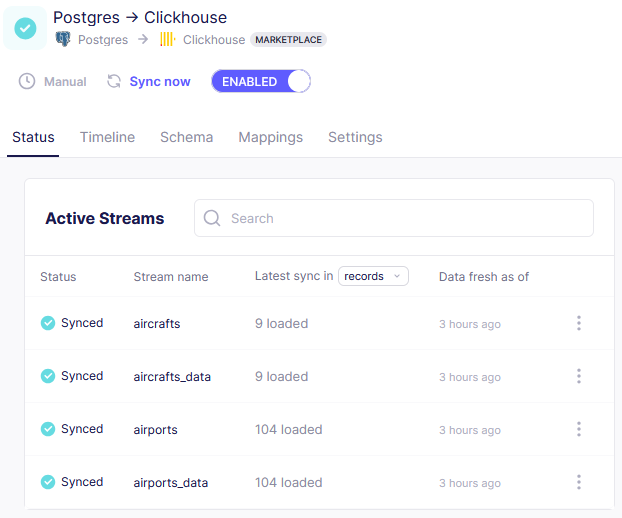 Postgres → Clickhouse
Postgres → Clickhouse MARKETPLACE
Manual Sync now ENABLED
Status Timeline Schema Mappings Settings
Active Streams Search
Status Stream name Latest sync in records Data fresh as of
Synced aircrafts 9 loaded 3 hours ago
Synced aircrafts_data 9 loaded 3 hours ago
Synced airports 104 loaded 3 hours ago
Synced airports_data 104 loaded 3 hours ago